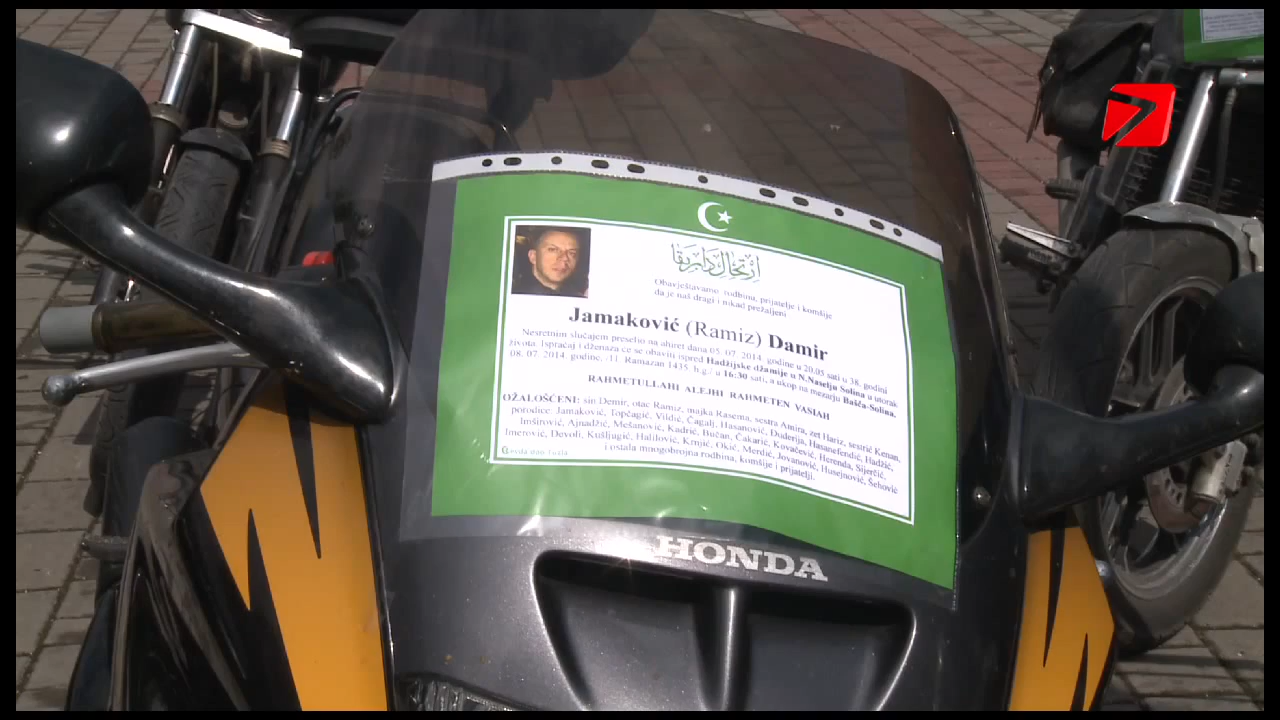 إرتحال دار بقا
Obavještavamo rodbinu, prijatelje i komšije
da je naš dragi i nikad prežaljeni
Jamaković (Ramiz) Damir
Nesretnim slučajem preselio na ahiret dana 05. 07. 2014. godine u 20.05 sati u 38. godini
života. Ispraćaj i dženaza će se obaviti ispred Hadžijske džamije u N.Naselju Solina u utorak
08. 07. 2014. godine, -11. Ramazan 1435. h.g./ u 16:30 sati, a ukop na mezarju Bašča-Solina.
RAHMETULLAHI ALEJHI RAHMETEN VASIAH
OŽALOŠĆENI: sin Demir, otac Ramiz, majka Rasema, sestra Amira, zet Hariz, sestrić Kenan,
porodice: Jamaković, Topčagić, Vildić, Čagalj, Hasanović, Duderija, Hasanefendić, Hadžić,
Imširović, Ajnadžić, Mešanović, Kadrić, Bučan, Čakarić, Kovačević, Herenda, Sijerčić,
Imerović, Devoli, Kušljugić, Halilović, Krnjić, Okić, Merdić, Jovanović, Husejnović, Šehović
i ostala mnogobrojna rodbina, komšije i prijatelji.
HONDA